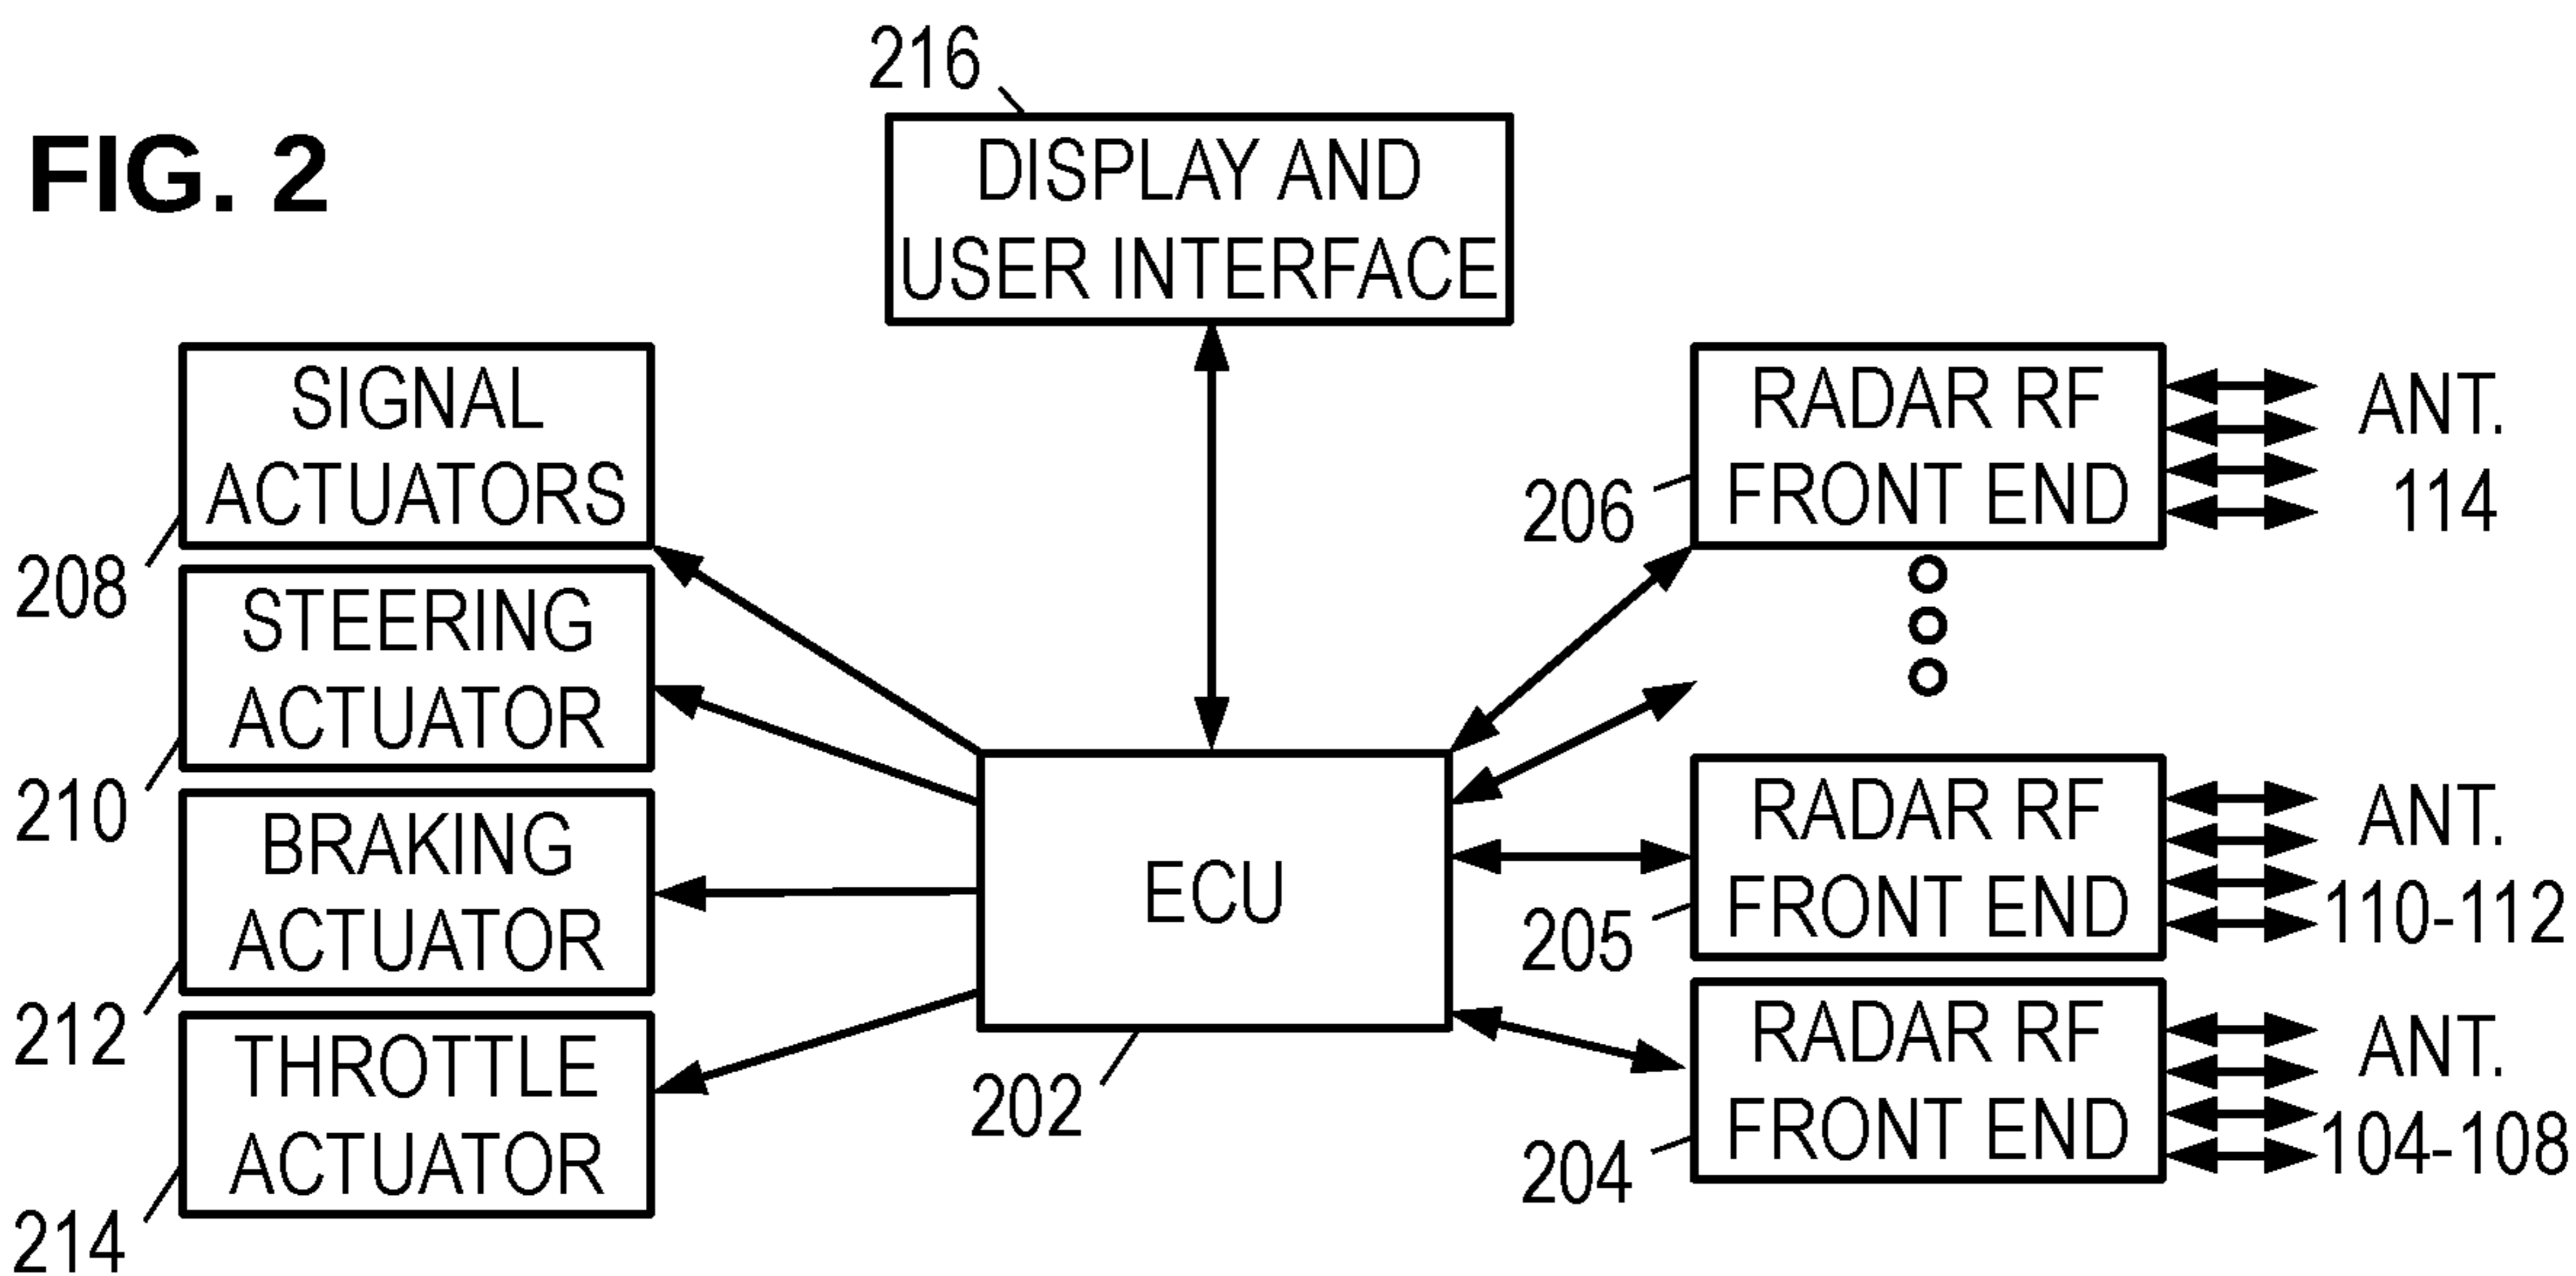 FIG. 2
216
DISPLAY AND
USER INTERFACE
SIGNAL
ACTUATORS
208
STEERING
ACTUATOR
210
BRAKING
ACTUATOR
212
THROTTLE
ACTUATOR
214
ECU
202
RADAR RF
FRONT END
206
ANT.
114
RADAR RF
FRONT END
205
ANT.
110-112
RADAR RF
FRONT END
204
ANT.
104-108